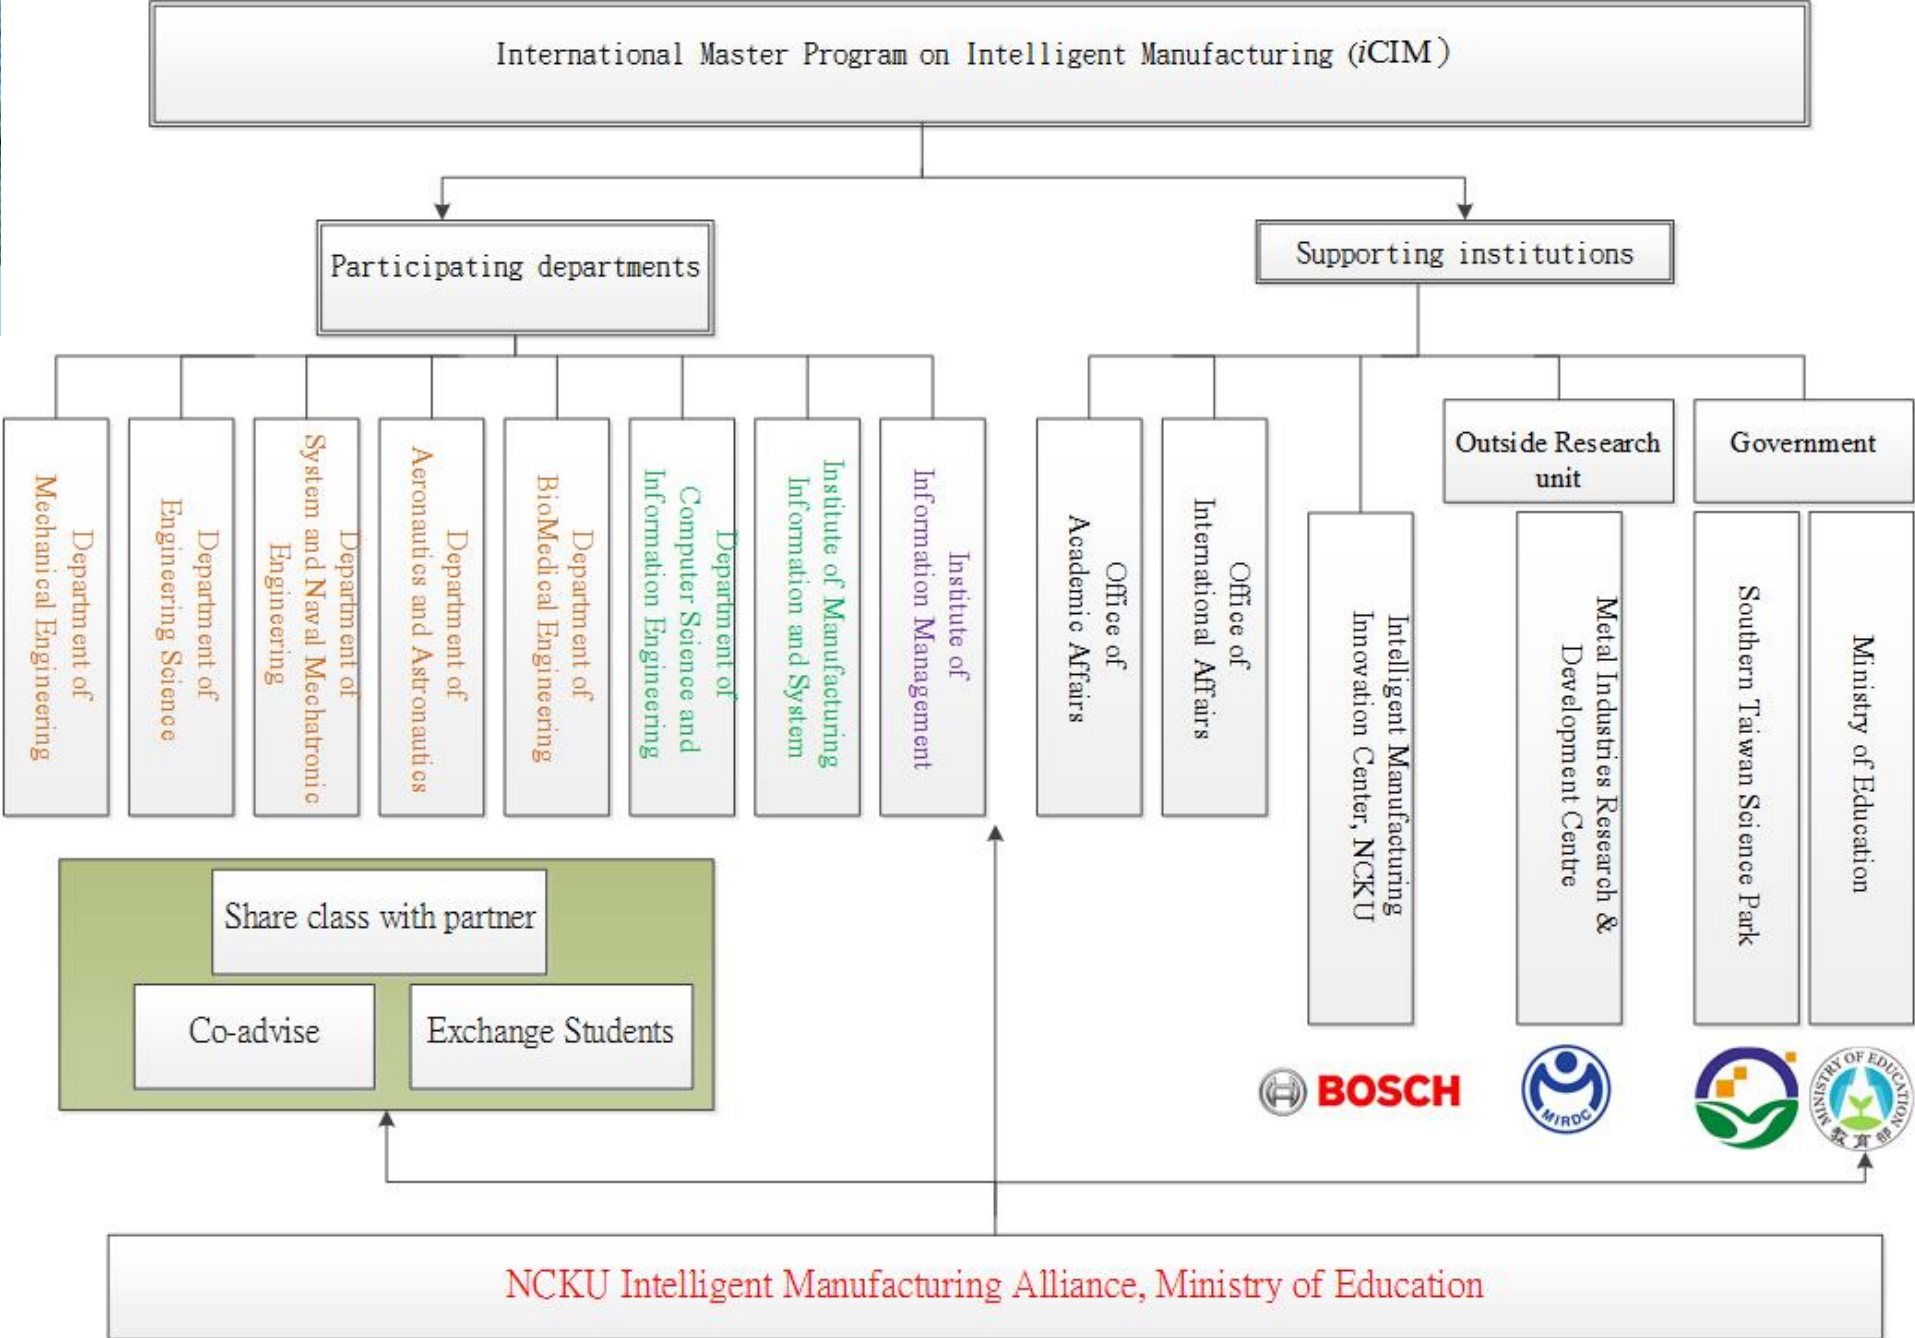 International Master Program on Intelligent Manufacturing (iCIM)
Participating departments
Supporting institutions
Department of
Mechanical Engineering
Department of
Engineering Science
Department of
System and Naval Mechatronic
Engineering
Department of
Aeronautics and Astronautics
Department of
BioMedical Engineering
Department of
Computer Science and
Information Engineering
Institute of Manufacturing
Information and System
Institute of
Information Management
Office of
Academic Affairs
Office of
International Affairs
Intelligent Manufacturing
Innovation Center, NCKU
Outside Research
unit
Metal Industries Research &
Development Centre
Government
Southern Taiwan Science Park
Ministry of Education
Share class with partner
Co-advise
Exchange Students
BOSCH
MIRDC
MINISTRY OF EDUCATION
教育部
NCKU Intelligent Manufacturing Alliance, Ministry of Education